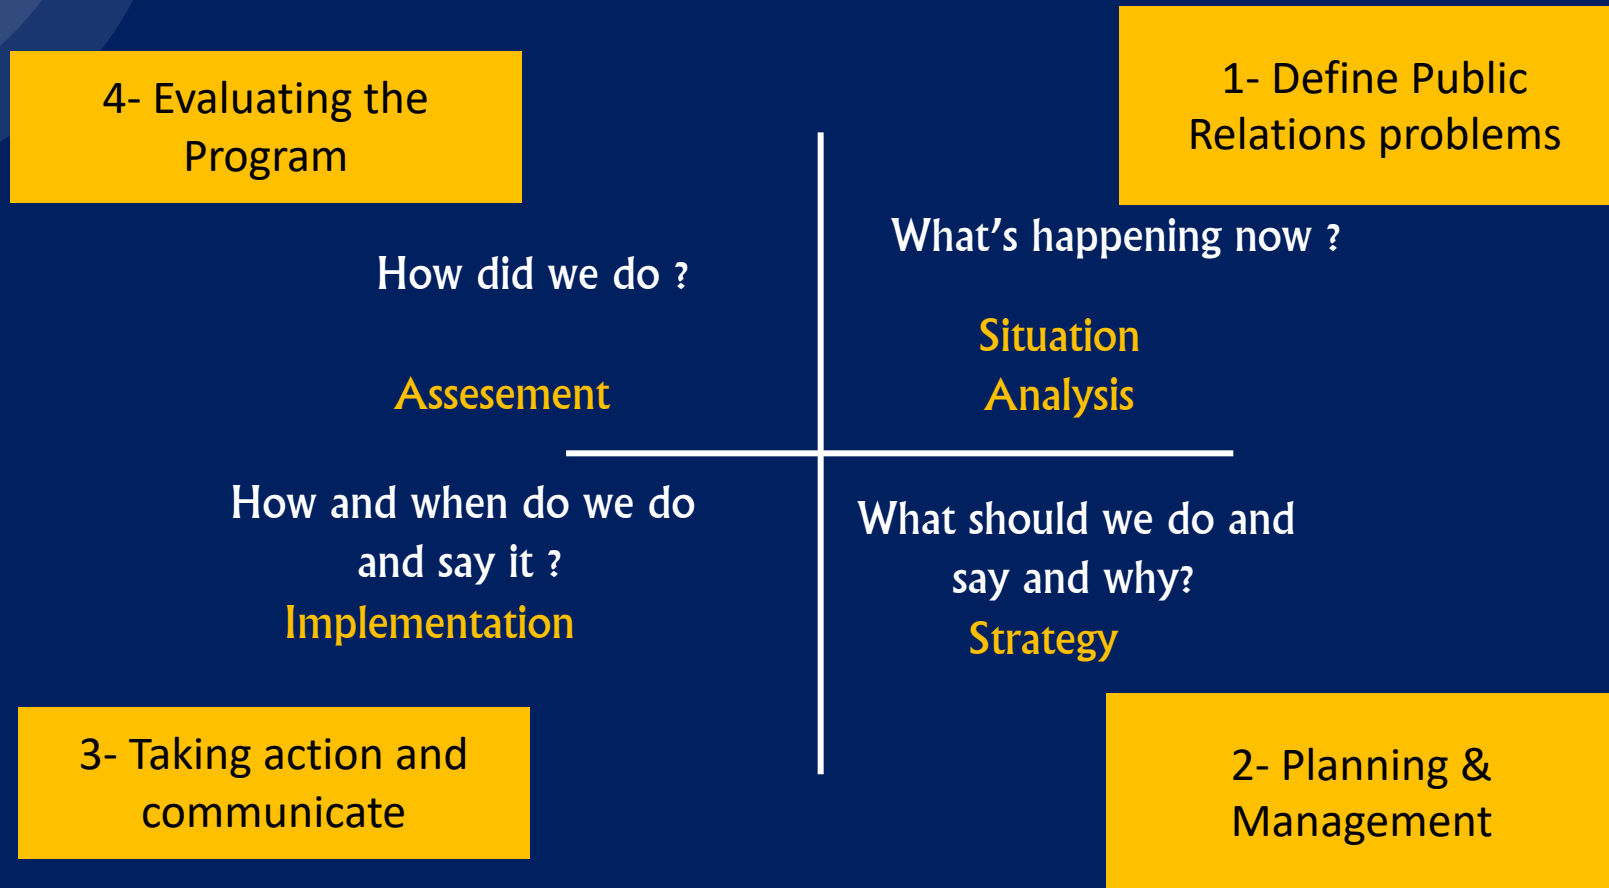 4- Evaluating the
Program
1- Define Public
Relations problems
How did we do ?
Assesement
What's happening now ?
Situation
Analysis
How and when do we do
and say it ?
Implementation
What should we do and
say and why?
Strategy
3- Taking action and
communicate
2- Planning &
Management